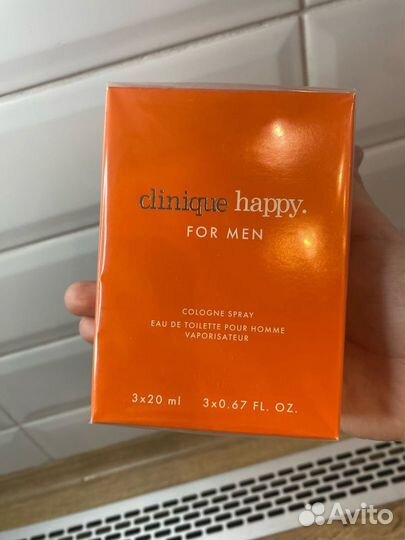 clinique happy.
FOR MEN
COLOGNE SPRAY
EAU DE TOILETTE POUR HOMME
VAPORISATEUR
3x20 ml 3x0.67 FL. OZ.
Avito